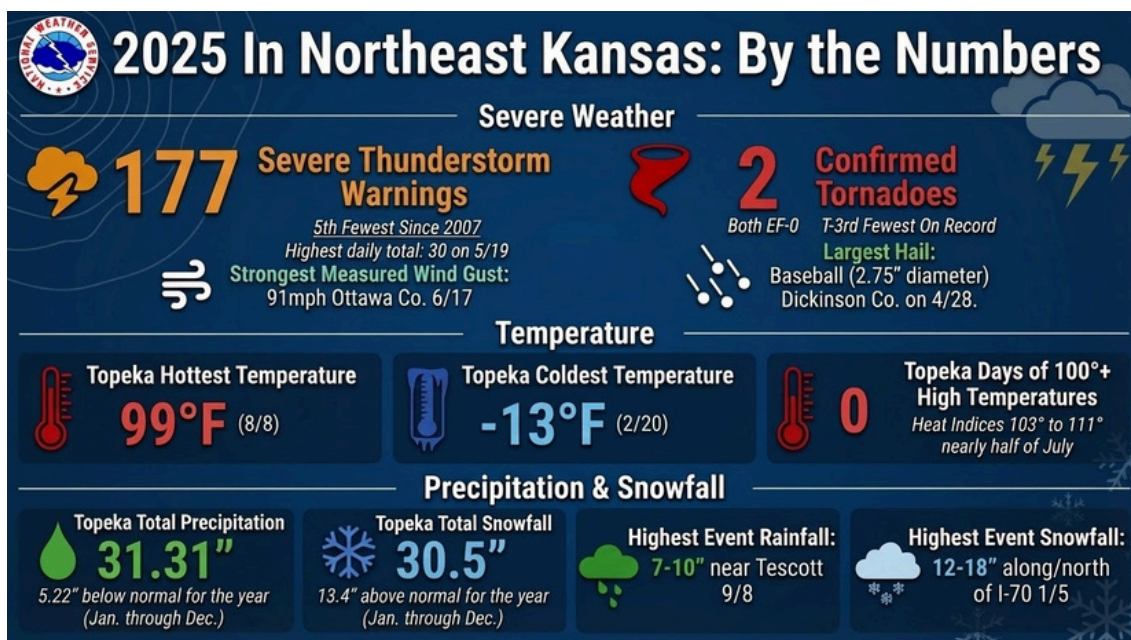 NATIONAL WEATHER SERVICE
2025 In Northeast Kansas: By the Numbers
Severe Weather
177
Severe Thunderstorm
Warnings
5th Fewest Since 2007
Highest daily total: 30 on 5/19
Strongest Measured Wind Gust:
91mph Ottawa Co. 6/17
2
Confirmed
Tornadoes
Both EF-0
T-3rd Fewest On Record
Largest Hail:
Baseball (2.75" diameter)
Dickinson Co. on 4/28.
Temperature
Topeka Hottest Temperature
99°F (8/8)
Topeka Coldest Temperature
-13°F (2/20)
0
Topeka Days of 100°+
High Temperatures
Heat Indices 103° to 111°
nearly half of July
Precipitation & Snowfall
Topeka Total Precipitation
31.31”
5.22" below normal for the year
(Jan. through Dec.)
Topeka Total Snowfall
30.5”
13.4" above normal for the year
(Jan. through Dec.)
Highest Event Rainfall:
7-10” near Tescott
9/8
Highest Event Snowfall:
12-18” along/north
of I-70 1/5